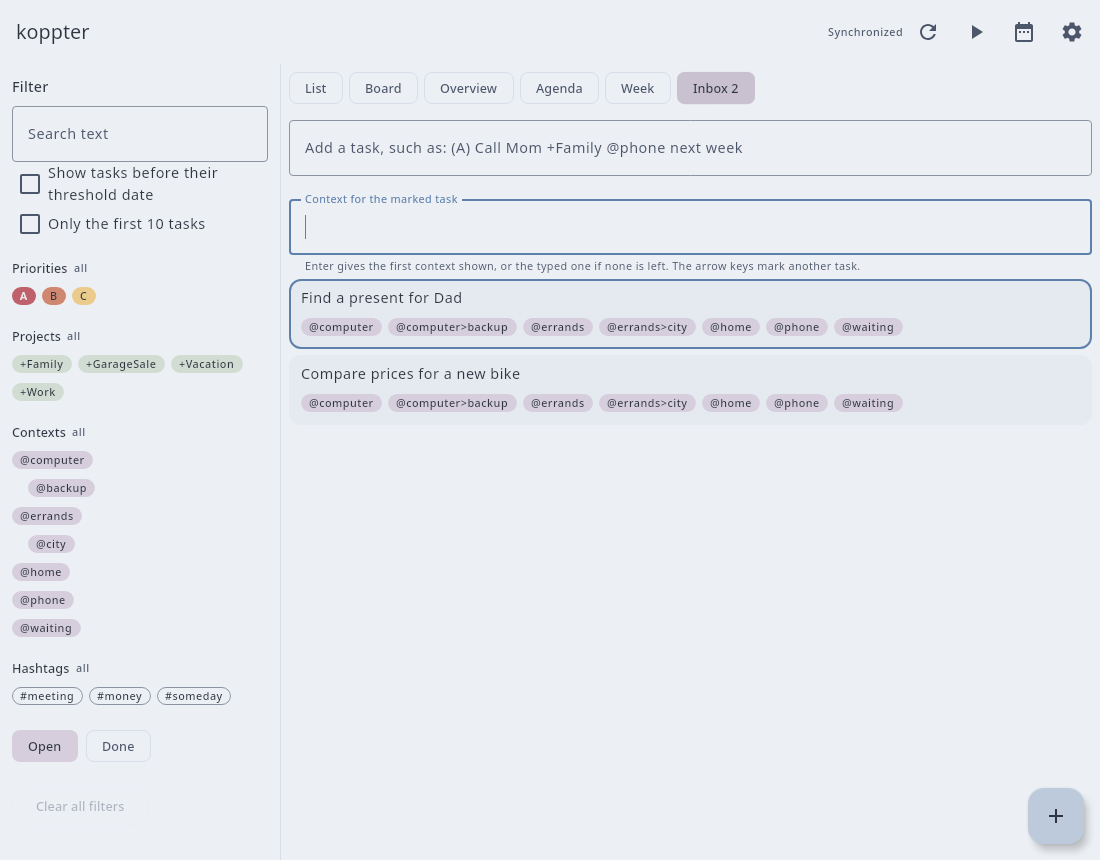 koppter
Synchronized
Filter
Search text
Show tasks before their
threshold date
Only the first 10 tasks
Priorities all
A B C
Projects all
+Family +GarageSale +Vacation
+Work
Contexts all
@computer
@backup
@errands
@city
@home
@phone
@waiting
Hashtags all
#meeting #money #someday
Open Done
Clear all filters
List Board Overview Agenda Week Inbox 2
Add a task, such as: (A) Call Mom +Family @phone next week
Context for the marked task
Enter gives the first context shown, or the typed one if none is left. The arrow keys mark another task.
Find a present for Dad
@computer @computer>backup @errands @errands>city @home @phone @waiting
Compare prices for a new bike
@computer @computer>backup @errands @errands>city @home @phone @waiting